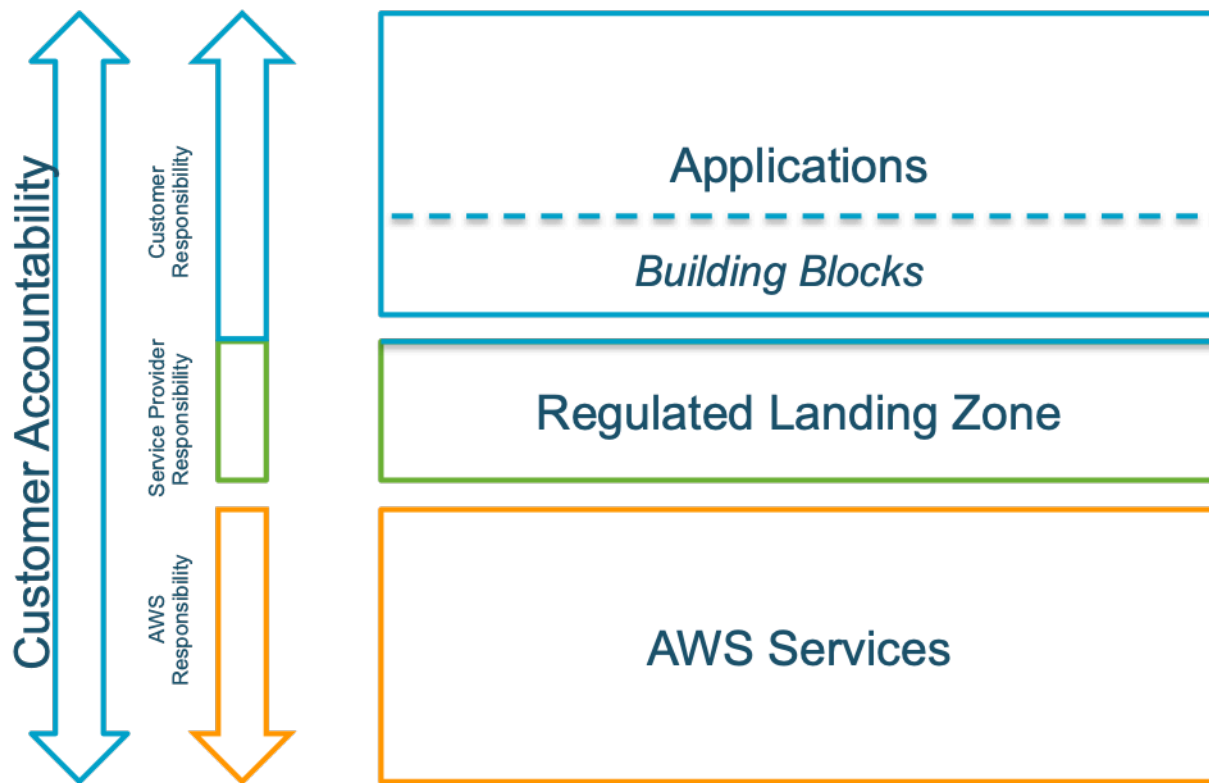 Customer Accountability
Customer
Responsibility
Service Provider
Responsibility
AWS
Responsibility
Applications
Building Blocks
Regulated Landing Zone
AWS Services